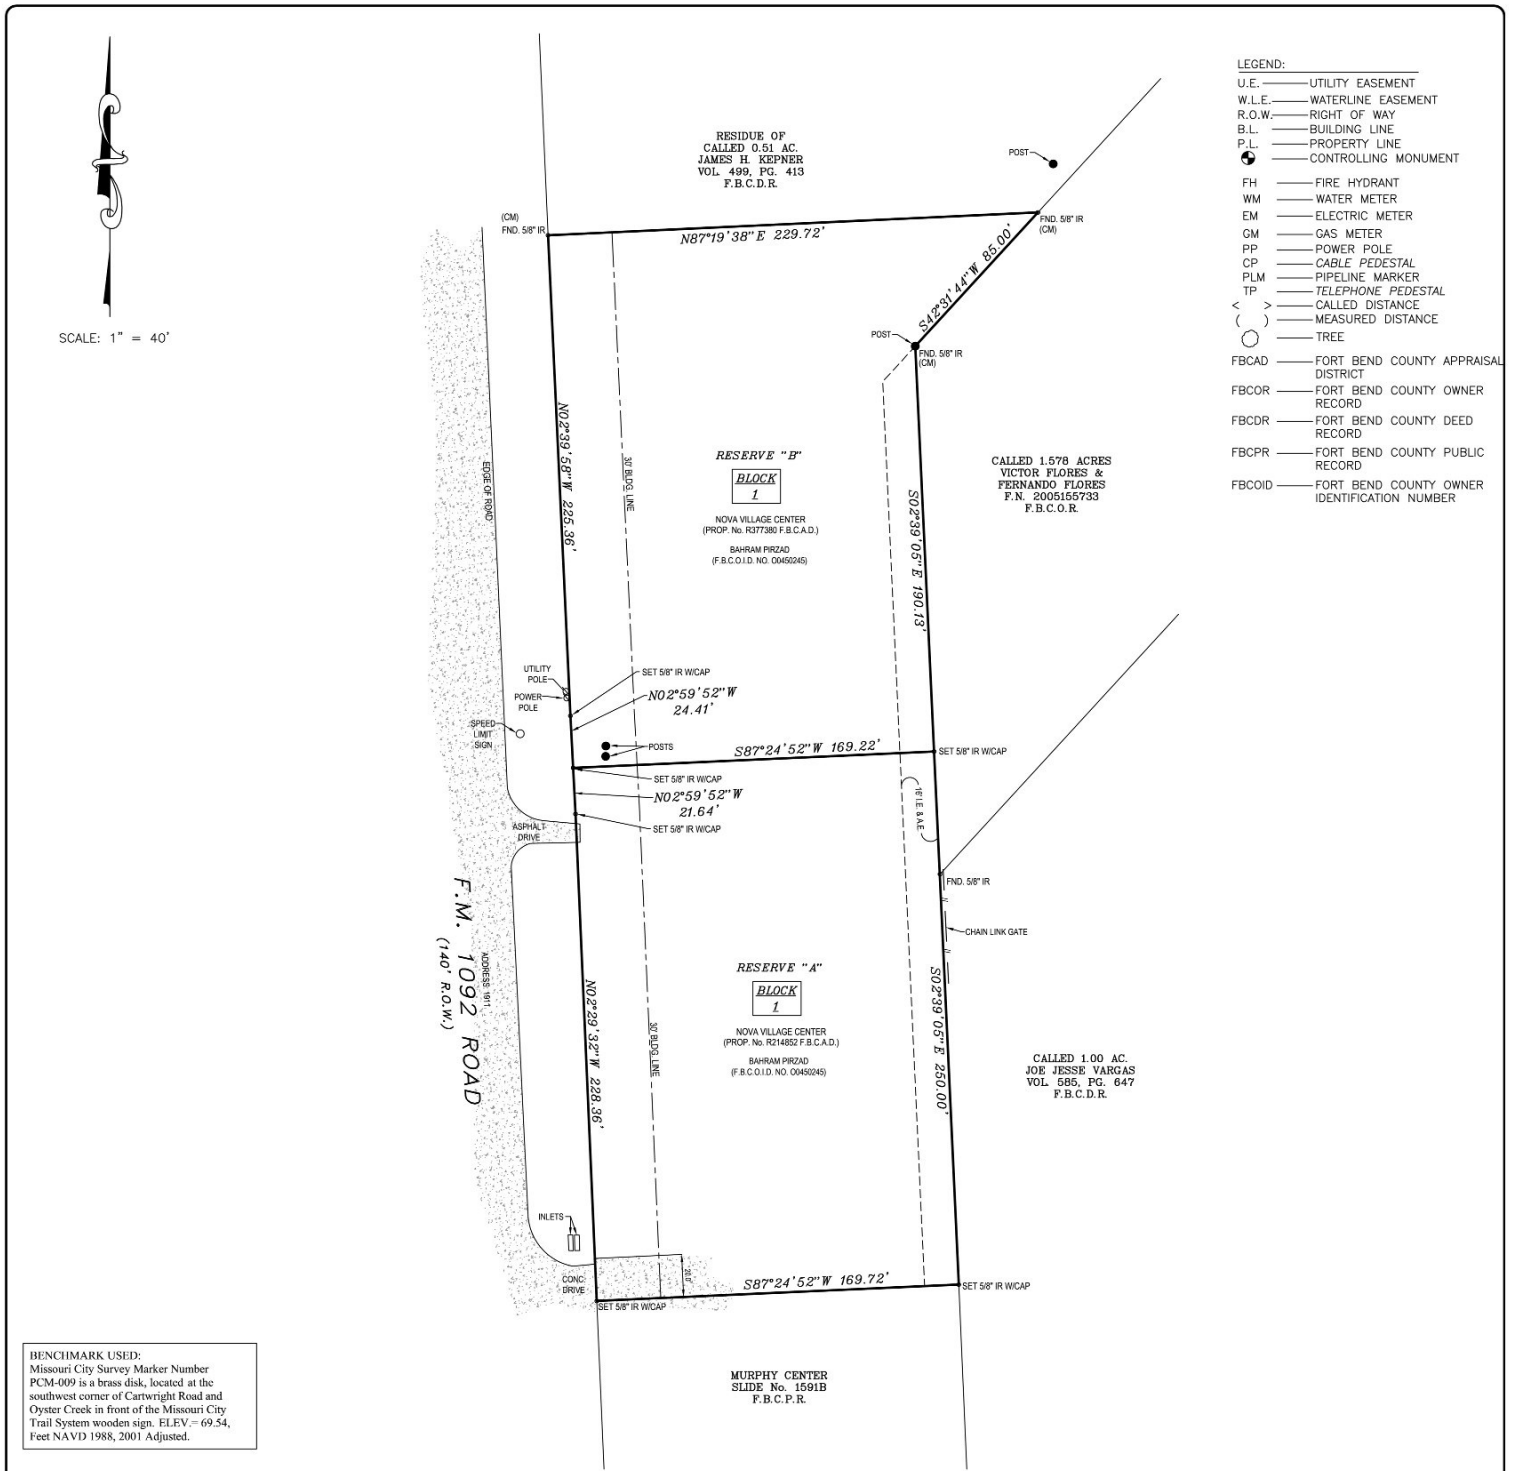 SCALE: 1" = 40'
LEGEND:
U.E. UTILITY EASEMENT
W.L.E. WATERLINE EASEMENT
R.O.W. RIGHT OF WAY
B.L. BUILDING LINE
P.L. PROPERTY LINE
CONTROLLING MONUMENT
FH FIRE HYDRANT
WM WATER METER
EM ELECTRIC METER
GM GAS METER
PP POWER POLE
CP CABLE PEDESTAL
PLM PIPELINE MARKER
TP TELEPHONE PEDESTAL
< > CALLED DISTANCE
( ) MEASURED DISTANCE
TREE
FBCAD FORT BEND COUNTY APPRAISAL
DISTRICT
FBCOR FORT BEND COUNTY OWNER
RECORD
FBCDR FORT BEND COUNTY DEED
RECORD
FBCPR FORT BEND COUNTY PUBLIC
RECORD
FBCOID FORT BEND COUNTY OWNER
IDENTIFICATION NUMBER
RESIDUE OF
CALLED 0.51 AC.
JAMES H. KEPNER
VOL. 499, PG. 413
F.B.C.D.R.
POST
(CM)
FND. 5/8" IR
N87°19'38"E 229.72'
FND. 5/8" IR
(CM)
S42°31'44"W 85.00'
POST
FND. 5/8" IR
(CM)
N02°39'58"W 225.36'
EDGE OF ROAD
30' BLDG. LINE
RESERVE "B"
BLOCK
1
NOVA VILLAGE CENTER
(PROP. No. R377380 F.B.C.A.D.)
BAHRAM PIRZAD
(F.B.C.O.I.D. NO. O0450245)
S02°39'05"E 190.13'
CALLED 1.578 ACRES
VICTOR FLORES &
FERNANDO FLORES
F.N. 2005155733
F.B.C.O.R.
UTILITY
POLE
POWER
POLE
SPEED
LIMIT
SIGN
SET 5/8" IR W/CAP
N02°59'52"W
24.41'
POSTS
S87°24'52"W 169.22'
SET 5/8" IR W/CAP
SET 5/8" IR W/CAP
N02°59'52"W
21.64'
SET 5/8" IR W/CAP
ASPHALT
DRIVE
16' I.E. & A.E.
FND. 5/8" IR
CHAIN LINK GATE
F.M. 1092 ROAD
(140' R.O.W.)
ADDRESS: 1911
N02°29'32"W 228.36'
30' BLDG. LINE
RESERVE "A"
BLOCK
1
NOVA VILLAGE CENTER
(PROP. No. R214852 F.B.C.A.D.)
BAHRAM PIRZAD
(F.B.C.O.I.D. NO. O0450245)
S02°39'05"E 250.00'
CALLED 1.00 AC.
JOE JESSE VARGAS
VOL. 585, PG. 647
F.B.C.D.R.
INLETS
CONC.
DRIVE
S87°24'52"W 169.72'
SET 5/8" IR W/CAP
SET 5/8" IR W/CAP
MURPHY CENTER
SLIDE No. 1591B
F.B.C.P.R.
BENCHMARK USED:
Missouri City Survey Marker Number
PCM-009 is a brass disk, located at the
southwest corner of Cartwright Road and
Oyster Creek in front of the Missouri City
Trail System wooden sign. ELEV.= 69.54,
Feet NAVD 1988, 2001 Adjusted.